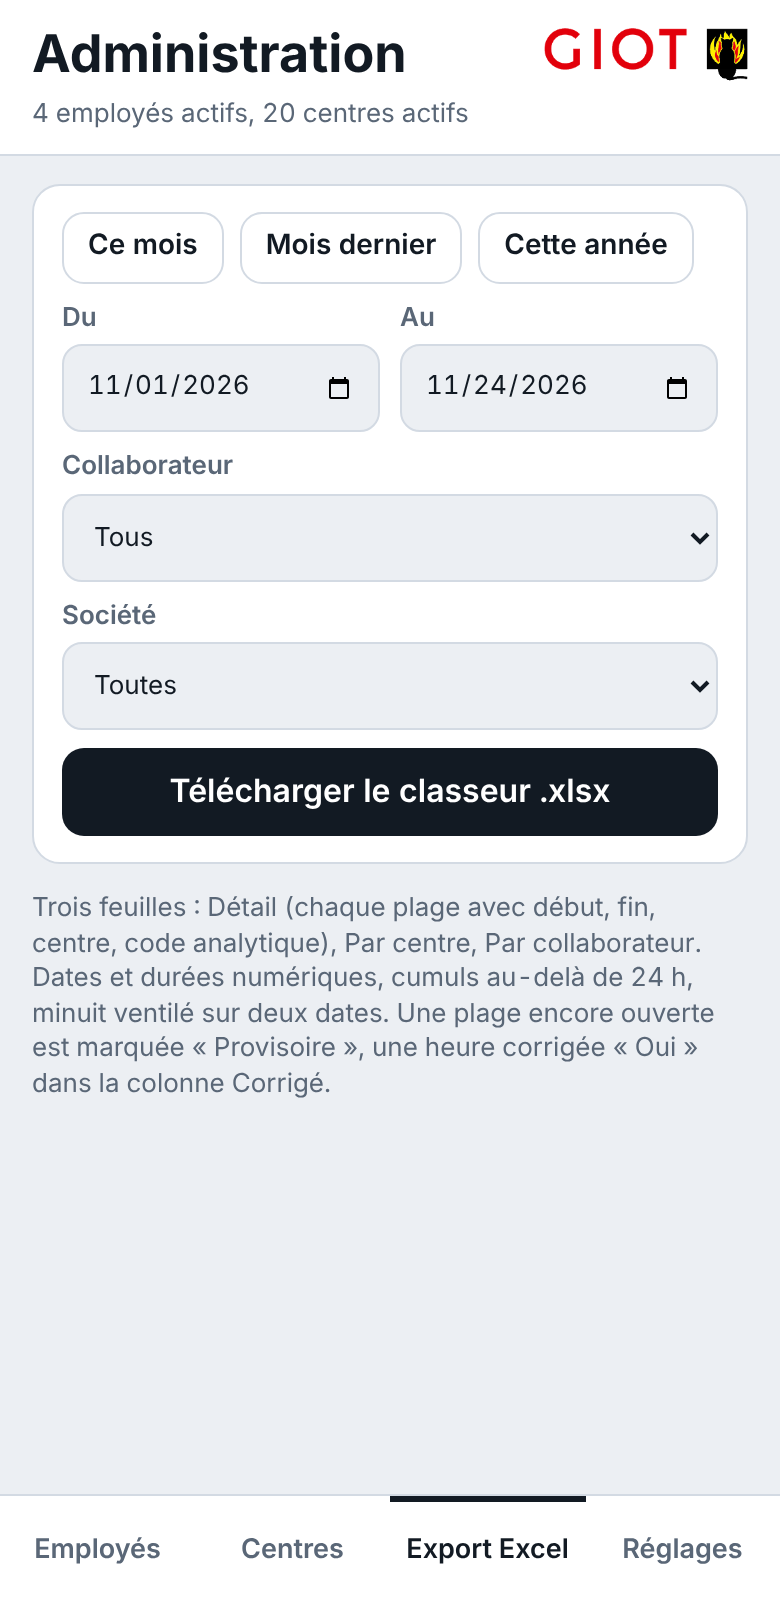 Administration
GIOT
4 employés actifs, 20 centres actifs
Ce mois
Mois dernier
Cette année
Du
Au
11/01/2026
11/24/2026
Collaborateur
Tous
Société
Toutes
Télécharger le classeur .xlsx
Trois feuilles : Détail (chaque plage avec début, fin,
centre, code analytique), Par centre, Par collaborateur.
Dates et durées numériques, cumuls au-delà de 24 h,
minuit ventilé sur deux dates. Une plage encore ouverte
est marquée « Provisoire », une heure corrigée « Oui »
dans la colonne Corrigé.
Employés
Centres
Export Excel
Réglages